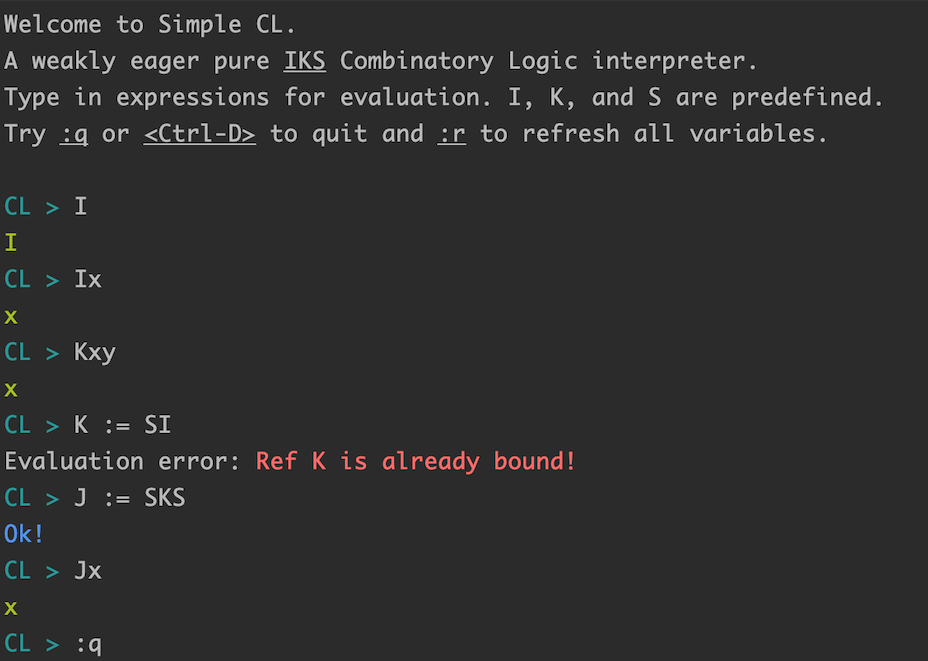 Welcome to Simple CL.
A weakly eager pure IKS Combinatory Logic interpreter.
Type in expressions for evaluation. I, K, and S are predefined.
Try :q or <Ctrl-D> to quit and :r to refresh all variables.
CL > I
I
CL > Ix
x
CL > Kxy
x
CL > K := SI
Evaluation error: Ref K is already bound!
CL > J := SKS
Ok!
CL > Jx
x
CL > :q